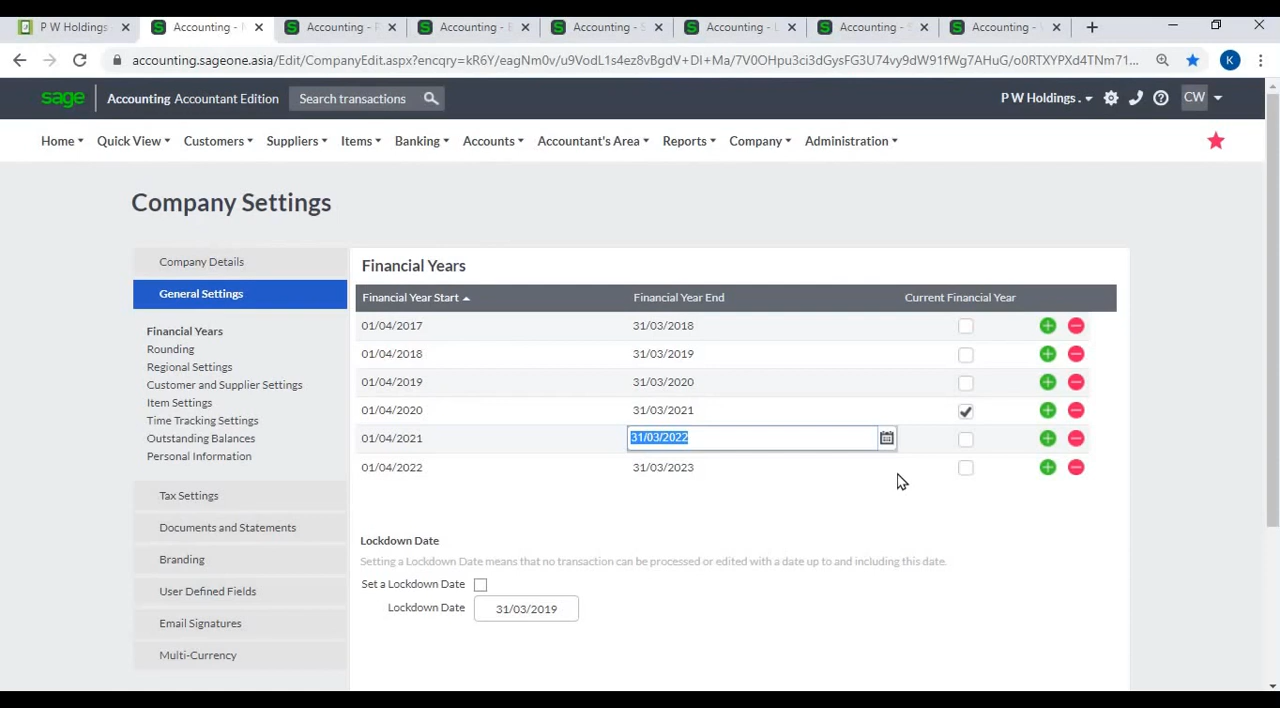 P W Holdings
Accounting - Accounting - Accounting - Accounting - Accounting - Accounting - Accounting -
accounting.sageone.asia/Edit/CompanyEdit.aspx?encqry=
K
sage Accounting Accountant Edition Search transactions P W Holdings . CW
Home Quick View Customers Suppliers Items Banking Accounts Accountant's Area Reports Company Administration
Company Settings
Company Details
General Settings
Financial Years
Rounding
Regional Settings
Customer and Supplier Settings
Item Settings
Time Tracking Settings
Outstanding Balances
Personal Information
Tax Settings
Documents and Statements
Branding
User Defined Fields
Email Signatures
Multi-Currency
Financial Years
Financial Year Start Financial Year End Current Financial Year
01/04/2017 31/03/2018
01/04/2018 31/03/2019
01/04/2019 31/03/2020
01/04/2020 31/03/2021
01/04/2021 31/03/2022
01/04/2022 31/03/2023
Lockdown Date
Setting a Lockdown Date means that no transaction can be processed or edited with a date up to and including this date.
Set a Lockdown Date
Lockdown Date 31/03/2019